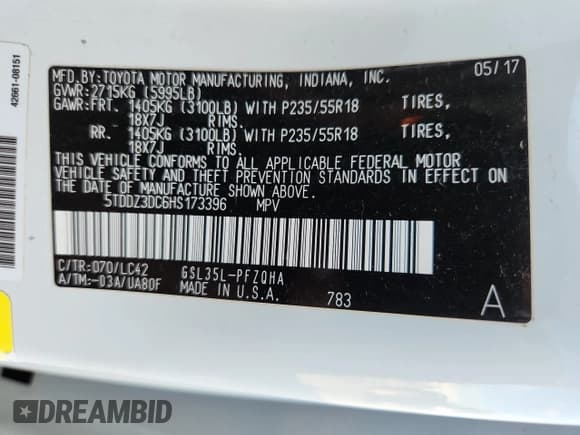 42661-08151
MFD.BY:TOYOTA MOTOR MANUFACTURING, INDIANA, INC. 05/17
GVWR:2715KG (5995LB)
GAWR:FRT. 1405KG (3100LB) WITH P235/55R18 TIRES,
18X7J RIMS.
RR. 1405KG (3100LB) WITH P235/55R18 TIRES,
18X7J RIMS.
THIS VEHICLE CONFORMS TO ALL APPLICABLE FEDERAL MOTOR
VEHICLE SAFETY AND THEFT PREVENTION STANDARDS IN EFFECT ON
THE DATE OF MANUFACTURE SHOWN ABOVE.
5TDDZ3DC6HS173396 MPV
C/TR:070/LC42 GSL35L-PFZQHA
A/TM:-03A/UA80F MADE IN U.S.A. 783 A
DREAMBID